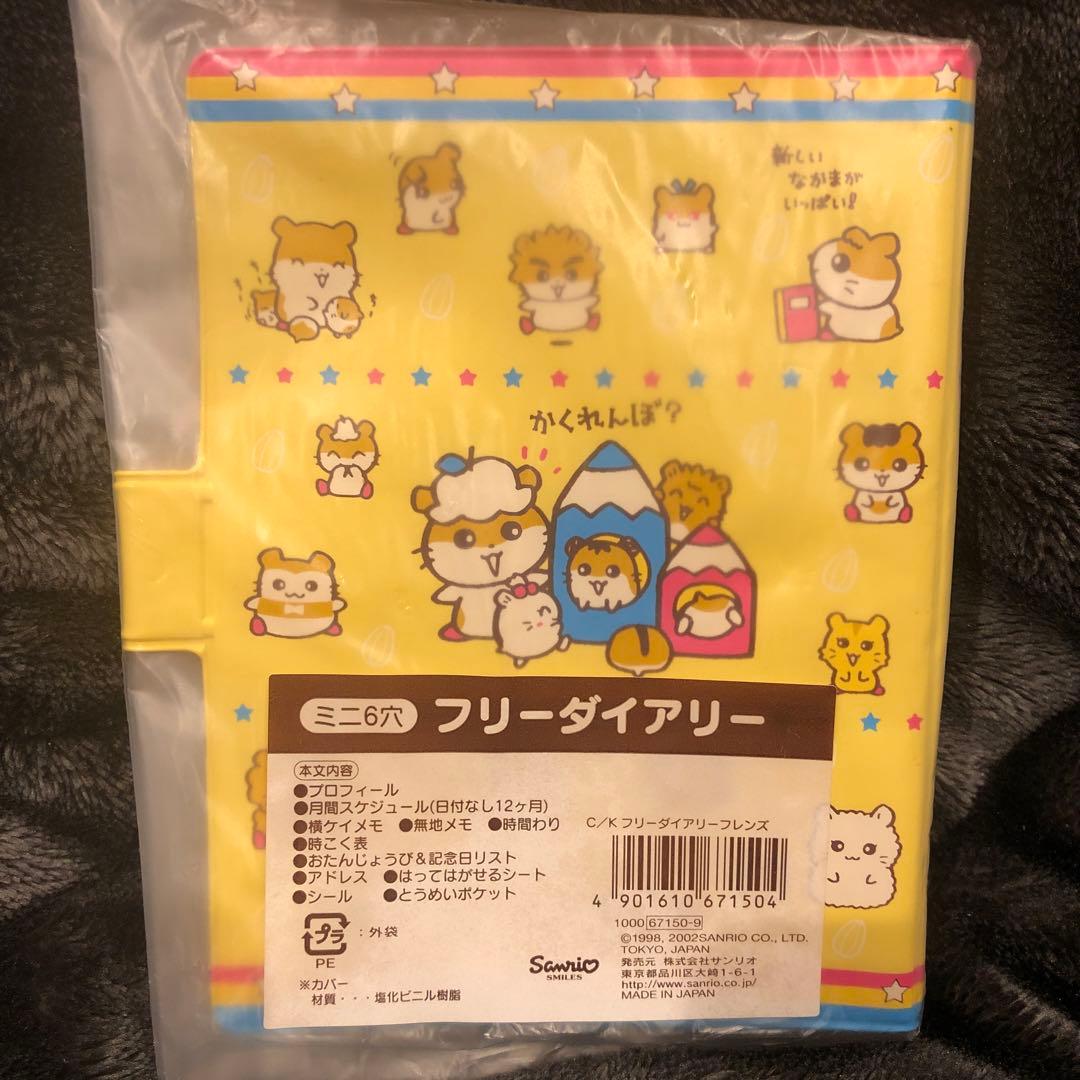 新しい
なかまが
いっぱい!
かくれんぼ?
ミニ6穴 フリーダイアリー
本文内容
●プロフィール
●月間スケジュール(日付なし12ヶ月)
●横ケイメモ ●無地メモ ●時間わり
●時こく表
●おたんじょうび&記念日リスト
●アドレス ●はってはがせるシート
●シール ●とうめいポケット
プラ : 外袋
PE
※カバー
材質・・・塩化ビニル樹脂
C/K フリーダイアリーフレンズ
4 901610 671504
1000 67150-9
©1998, 2002SANRIO CO., LTD.
TOKYO, JAPAN
発売元 株式会社サンリオ
東京都品川区大崎1-6-1
http://www.sanrio.co.jp/
MADE IN JAPAN
Sanrio
SMILES